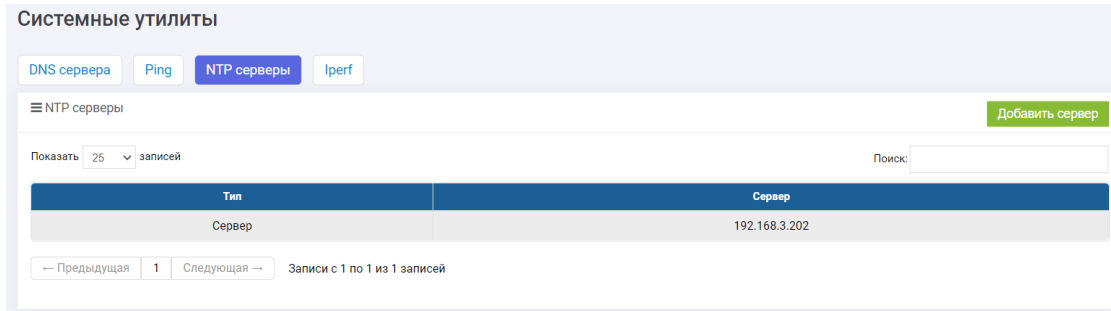 Системные утилиты
DNS сервера Ping NTP серверы Iperf
NTP серверы
Добавить сервер
Показать 25 записей Поиск:
Тип Сервер
Сервер 192.168.3.202
← Предыдущая 1 Следующая → Записи с 1 по 1 из 1 записей